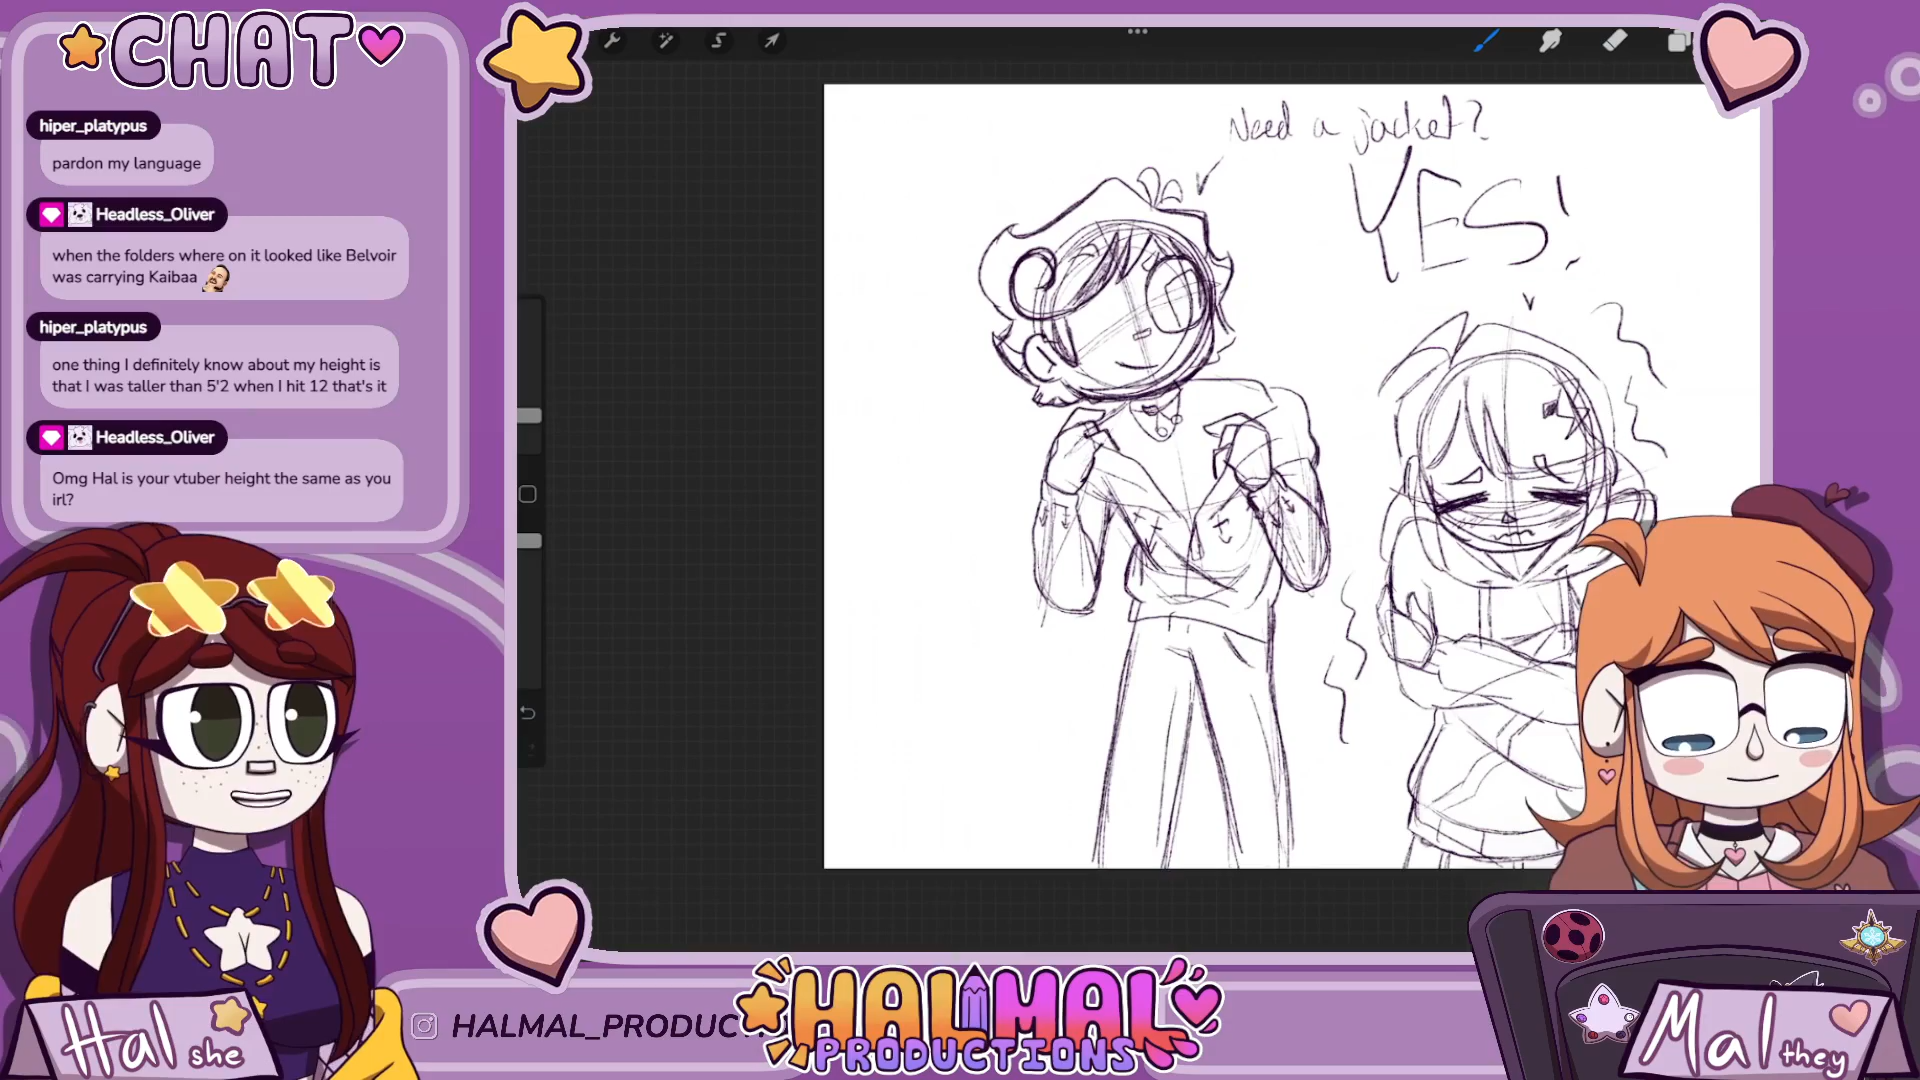 CHAT
hiper_platypus
pardon my language
Headless_Oliver
when the folders where on it looked like Belvoir
was carrying Kaibaa
hiper_platypus
one thing I definitely know about my height is
that I was taller than 5'2 when I hit 12 that's it
Headless_Oliver
Omg Hal is your vtuber height the same as you
irl?
Need a jacket?
YES!
Hal she
HALMAL_PRODUC
HALMAL
PRODUCTIONS
Mal they